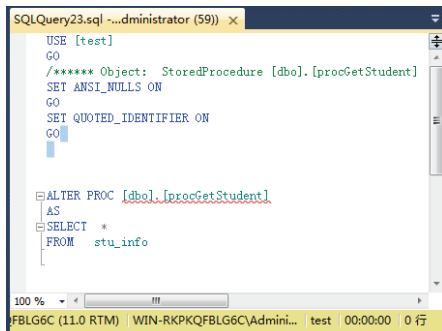 SQLQuery23.sql -...dministrator (59))
USE [test]
GO
/****** Object:  StoredProcedure [dbo].[procGetStudent]
SET ANSI_NULLS ON
GO
SET QUOTED_IDENTIFIER ON
GO
ALTER PROC [dbo].[procGetStudent]
AS
SELECT  *
FROM   stu_info
100 %
QFBLG6C (11.0 RTM) WIN-RKPKQFBLG6C\Admini... test 00:00:00 0 行